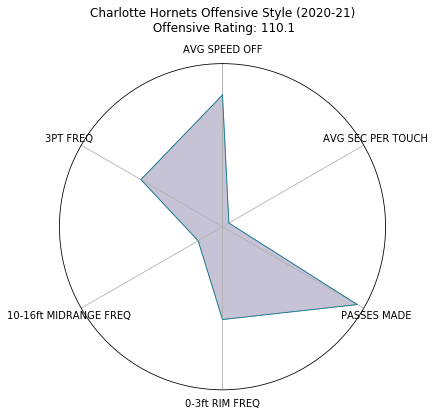 Charlotte Hornets Offensive Style (2020-21)
Offensive Rating: 110.1
AVG SPEED OFF
3PT FREQ
AVG SEC PER TOUCH
10-16ft MIDRANGE FREQ
PASSES MADE
0-3ft RIM FREQ